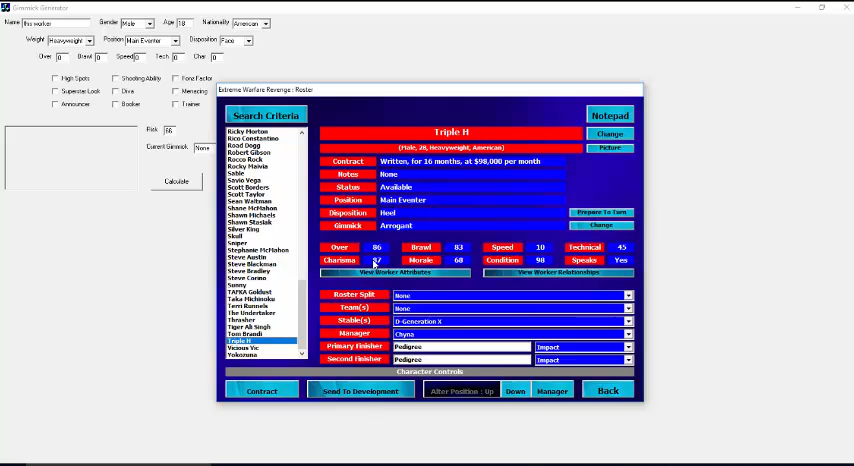 Gimmick Generator
Name this worker Gender Male Age 18 Nationality American
Weight Heavyweight Position Main Eventer Disposition Face
Over 0 Brawl 0 Speed 0 Tech 0 Char 0
High Spots Shooting Ability Fonz Factor
Superstar Look Diva Menacing
Announcer Booker Trainer
Risk 66
Current Gimmick None
Calculate
Extreme Warfare Revenge : Roster
Search Criteria
Notepad
Ricky Morton
Rico Constantino
Road Dogg
Robert Gibson
Rocco Rock
Rocky Maivia
Sable
Savio Vega
Scott Borders
Scott Taylor
Sean Waltman
Shane McMahon
Shawn Michaels
Shawn Stasiak
Silver King
Skull
Sniper
Stephanie McMahon
Steve Austin
Steve Blackman
Steve Bradley
Steve Corino
Sunny
TAFKA Goldust
Taka Michinoku
Terri Runnels
The Undertaker
Thrasher
Tiger Ali Singh
Tom Brandi
Triple H
Vicious Vic
Yokozuna
Triple H
Change
(Male, 28, Heavyweight, American)
Picture
Contract Written, for 16 months, at $98,000 per month
Notes None
Status Available
Position Main Eventer
Disposition Heel Prepare To Turn
Gimmick Arrogant Change
Over 86 Brawl 83 Speed 10 Technical 45
Charisma 87 Morale 68 Condition 98 Speaks Yes
View Worker Attributes View Worker Relationships
Roster Split None
Team(s) None
Stable(s) D-Generation X
Manager Chyna
Primary Finisher Pedigree Impact
Second Finisher Pedigree Impact
Character Controls
Contract Send To Development Alter Position : Up Down Manager Back